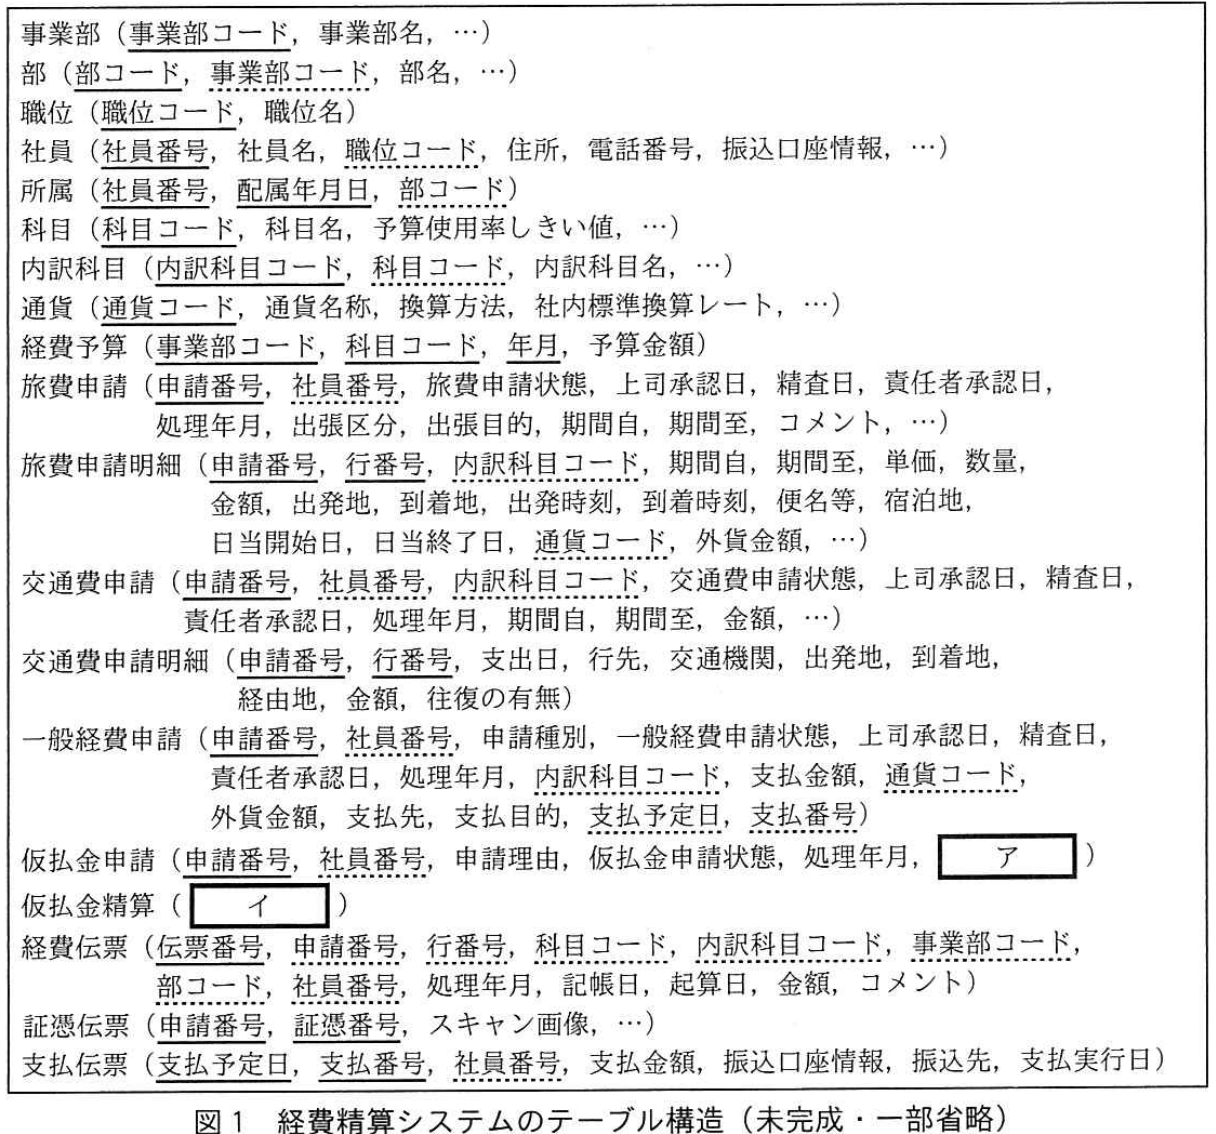 事業部（事業部コード，事業部名，…）
部（部コード，事業部コード，部名，…）
職位（職位コード，職位名）
社員（社員番号，社員名，職位コード，住所，電話番号，振込口座情報，…）
所属（社員番号，配属年月日，部コード）
科目（科目コード，科目名，予算使用率しきい値，…）
内訳科目（内訳科目コード，科目コード，内訳科目名，…）
通貨（通貨コード，通貨名称，換算方法，社内標準換算レート，…）
経費予算（事業部コード，科目コード，年月，予算金額）
旅費申請（申請番号，社員番号，旅費申請状態，上司承認日，精査日，責任者承認日，
処理年月，出張区分，出張目的，期間自，期間至，コメント，…）
旅費申請明細（申請番号，行番号，内訳科目コード，期間自，期間至，単価，数量，
金額，出発地，到着地，出発時刻，到着時刻，便名等，宿泊地，
日当開始日，日当終了日，通貨コード，外貨金額，…）
交通費申請（申請番号，社員番号，内訳科目コード，交通費申請状態，上司承認日，精査日，
責任者承認日，処理年月，期間自，期間至，金額，…）
交通費申請明細（申請番号，行番号，支出日，行先，交通機関，出発地，到着地，
経由地，金額，往復の有無）
一般経費申請（申請番号，社員番号，申請種別，一般経費申請状態，上司承認日，精査日，
責任者承認日，処理年月，内訳科目コード，支払金額，通貨コード，
外貨金額，支払先，支払目的，支払予定日，支払番号）
仮払金申請（申請番号，社員番号，申請理由，仮払金申請状態，処理年月，ア）
仮払金精算（イ）
経費伝票（伝票番号，申請番号，行番号，科目コード，内訳科目コード，事業部コード，
部コード，社員番号，処理年月，記帳日，起算日，金額，コメント）
証憑伝票（申請番号，証憑番号，スキャン画像，…）
支払伝票（支払予定日，支払番号，社員番号，支払金額，振込口座情報，振込先，支払実行日）
図1　経費精算システムのテーブル構造（未完成・一部省略）